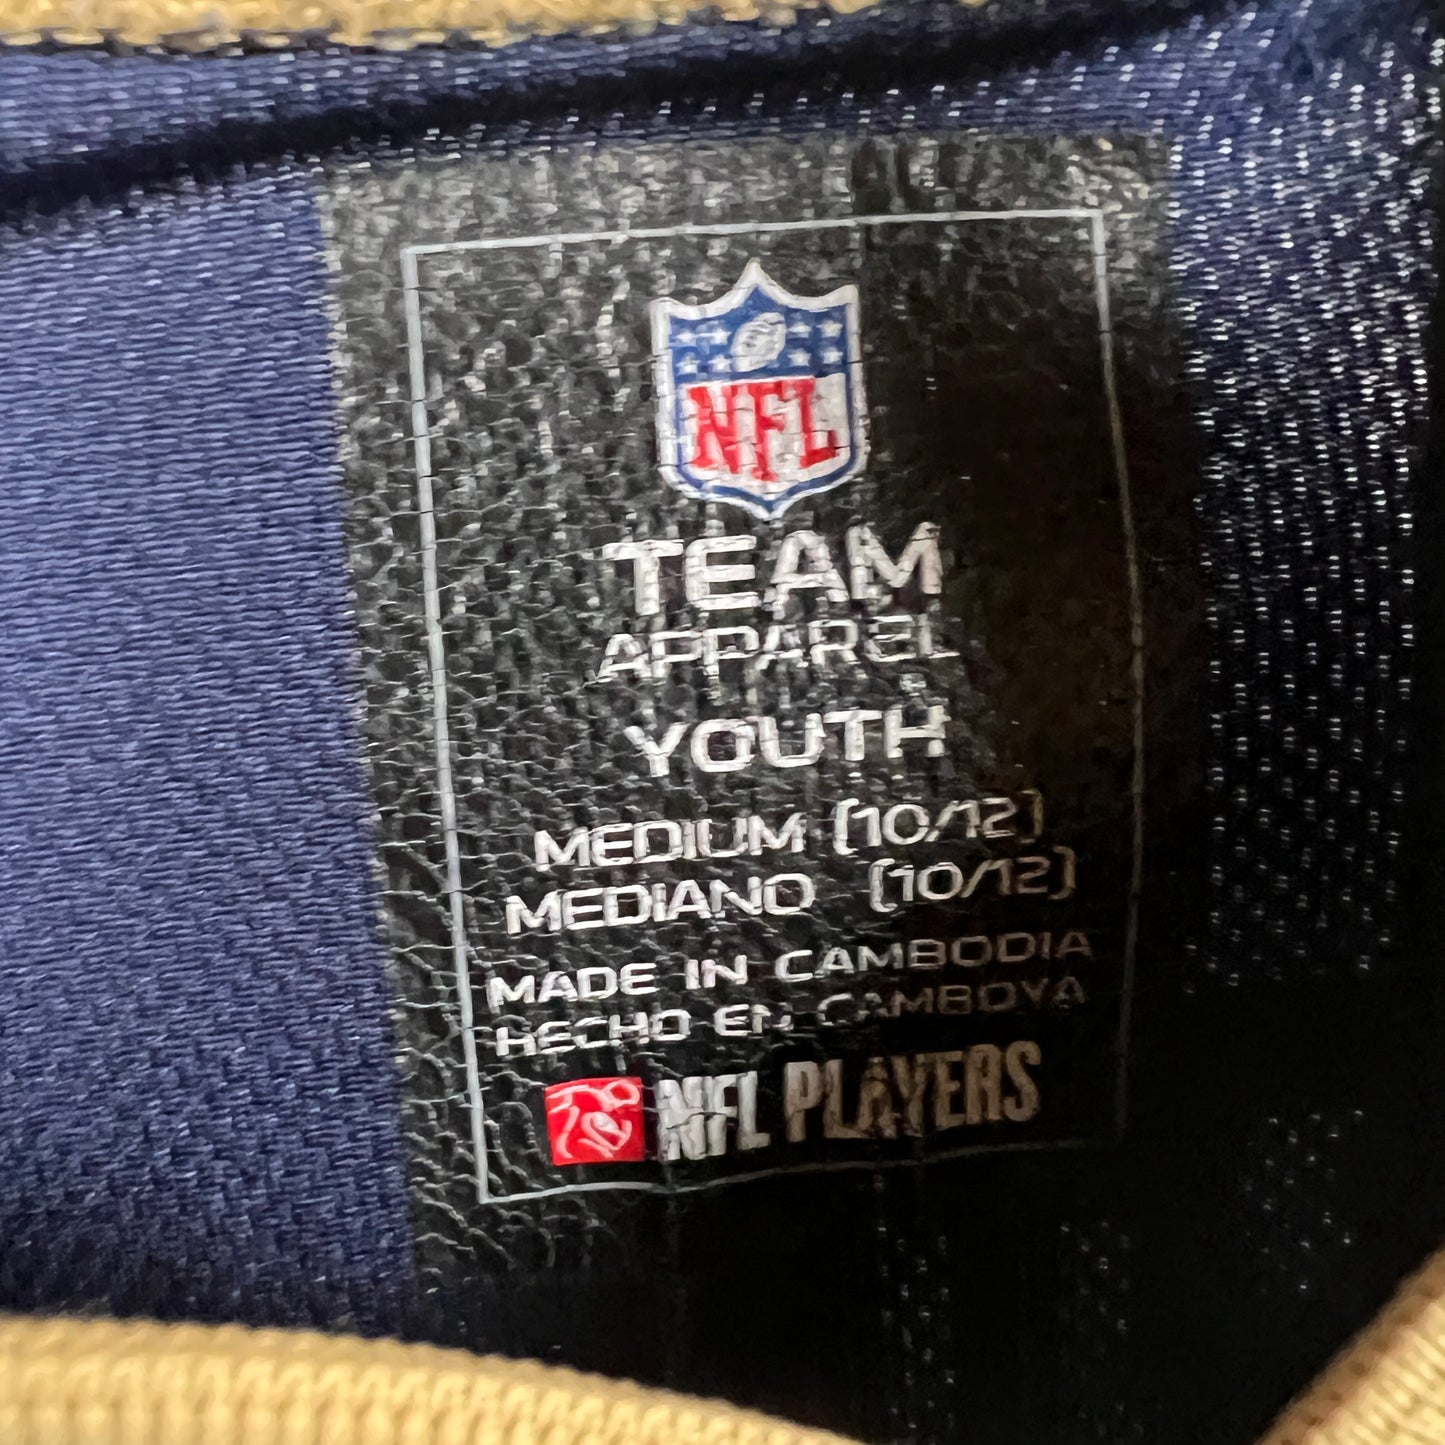 NFL
TEAM
APPAREL
YOUTH
MEDIUM (10/12)
MEDIANO (10/12)
MADE IN CAMBODIA
HECHO EN CAMBOYA
NFL PLAYERS